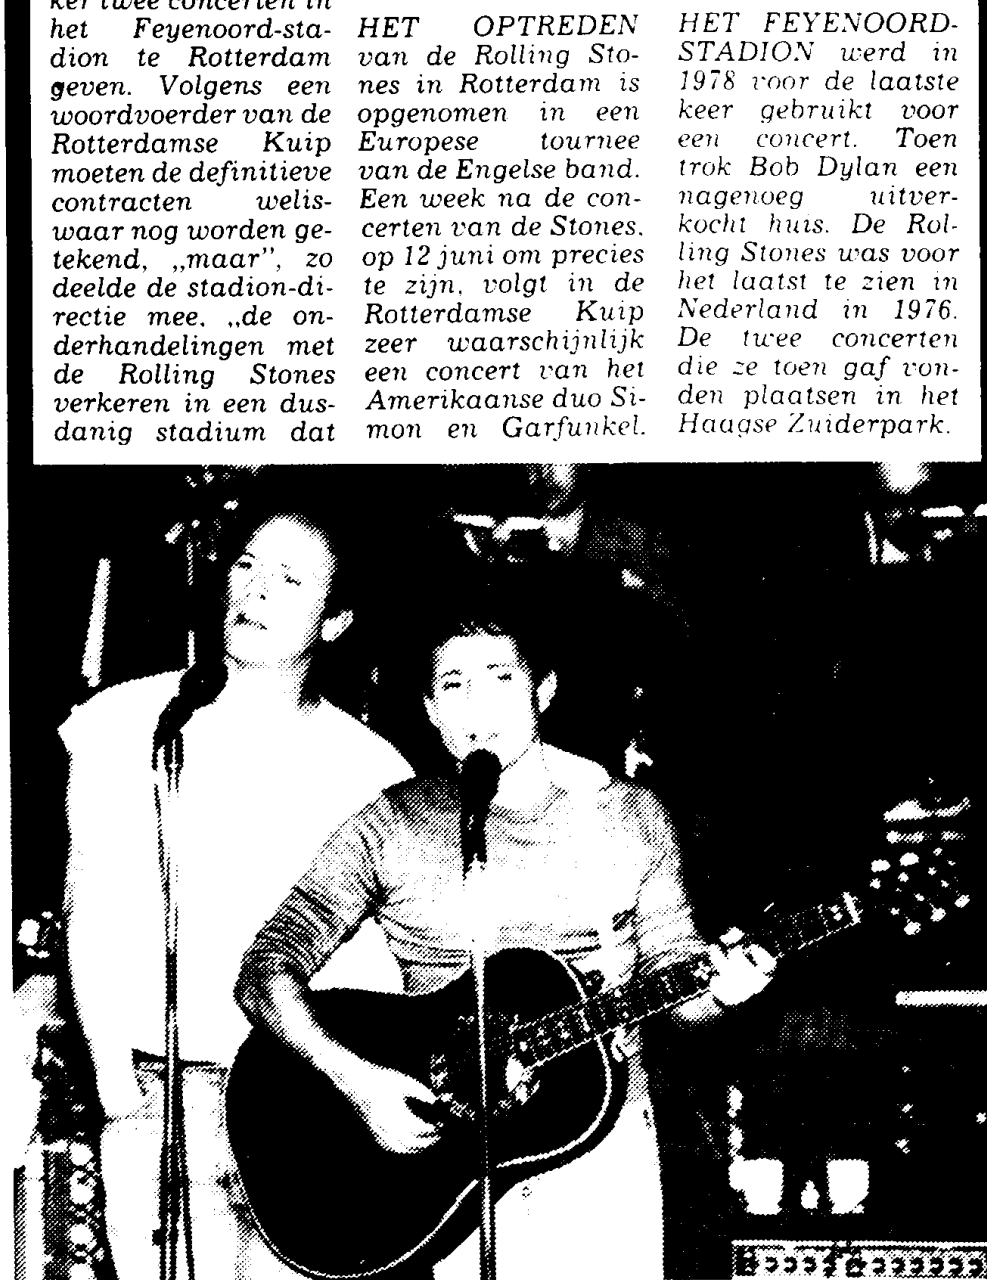 ker twee concerten in
het Feyenoord-sta-
dion te Rotterdam
geven. Volgens een
woordvoerder van de
Rotterdamse Kuip
moeten de definitieve
contracten welis-
waar nog worden ge-
tekend, „maar”, zo
deelde de stadion-di-
rectie mee, „de on-
derhandelingen met
de Rolling Stones
verkeren in een dus-
danig stadium dat
HET OPTREDEN
van de Rolling Sto-
nes in Rotterdam is
opgenomen in een
Europese tournee
van de Engelse band.
Een week na de con-
certen van de Stones,
op 12 juni om precies
te zijn, volgt in de
Rotterdamse Kuip
zeer waarschijnlijk
een concert van het
Amerikaanse duo Si-
mon en Garfunkel.
HET FEYENOORD-
STADION werd in
1978 voor de laatste
keer gebruikt voor
een concert. Toen
trok Bob Dylan een
nagenoeg uitver-
kocht huis. De Rol-
ling Stones was voor
het laatst te zien in
Nederland in 1976.
De twee concerten
die ze toen gaf von-
den plaatsen in het
Haagse Zuiderpark.